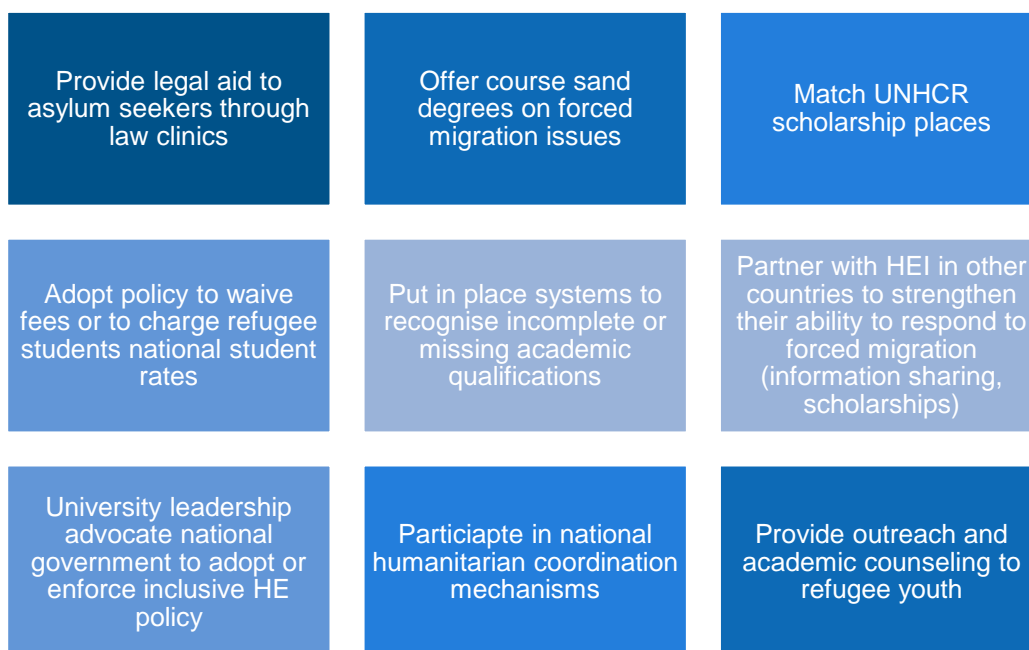 Provide legal aid to
asylum seekers through
law clinics
Offer course sand
degrees on forced
migration issues
Match UNHCR
scholarship places
Adopt policy to waive
fees or to charge refugee
students national student
rates
Put in place systems to
recognise incomplete or
missing academic
qualifications
Partner with HEI in other
countries to strengthen
their ability to respond to
forced migration
(information sharing,
scholarships)
University leadership
advocate national
government to adopt or
enforce inclusive HE
policy
Particiapte in national
humanitarian coordination
mechanisms
Provide outreach and
academic counseling to
refugee youth